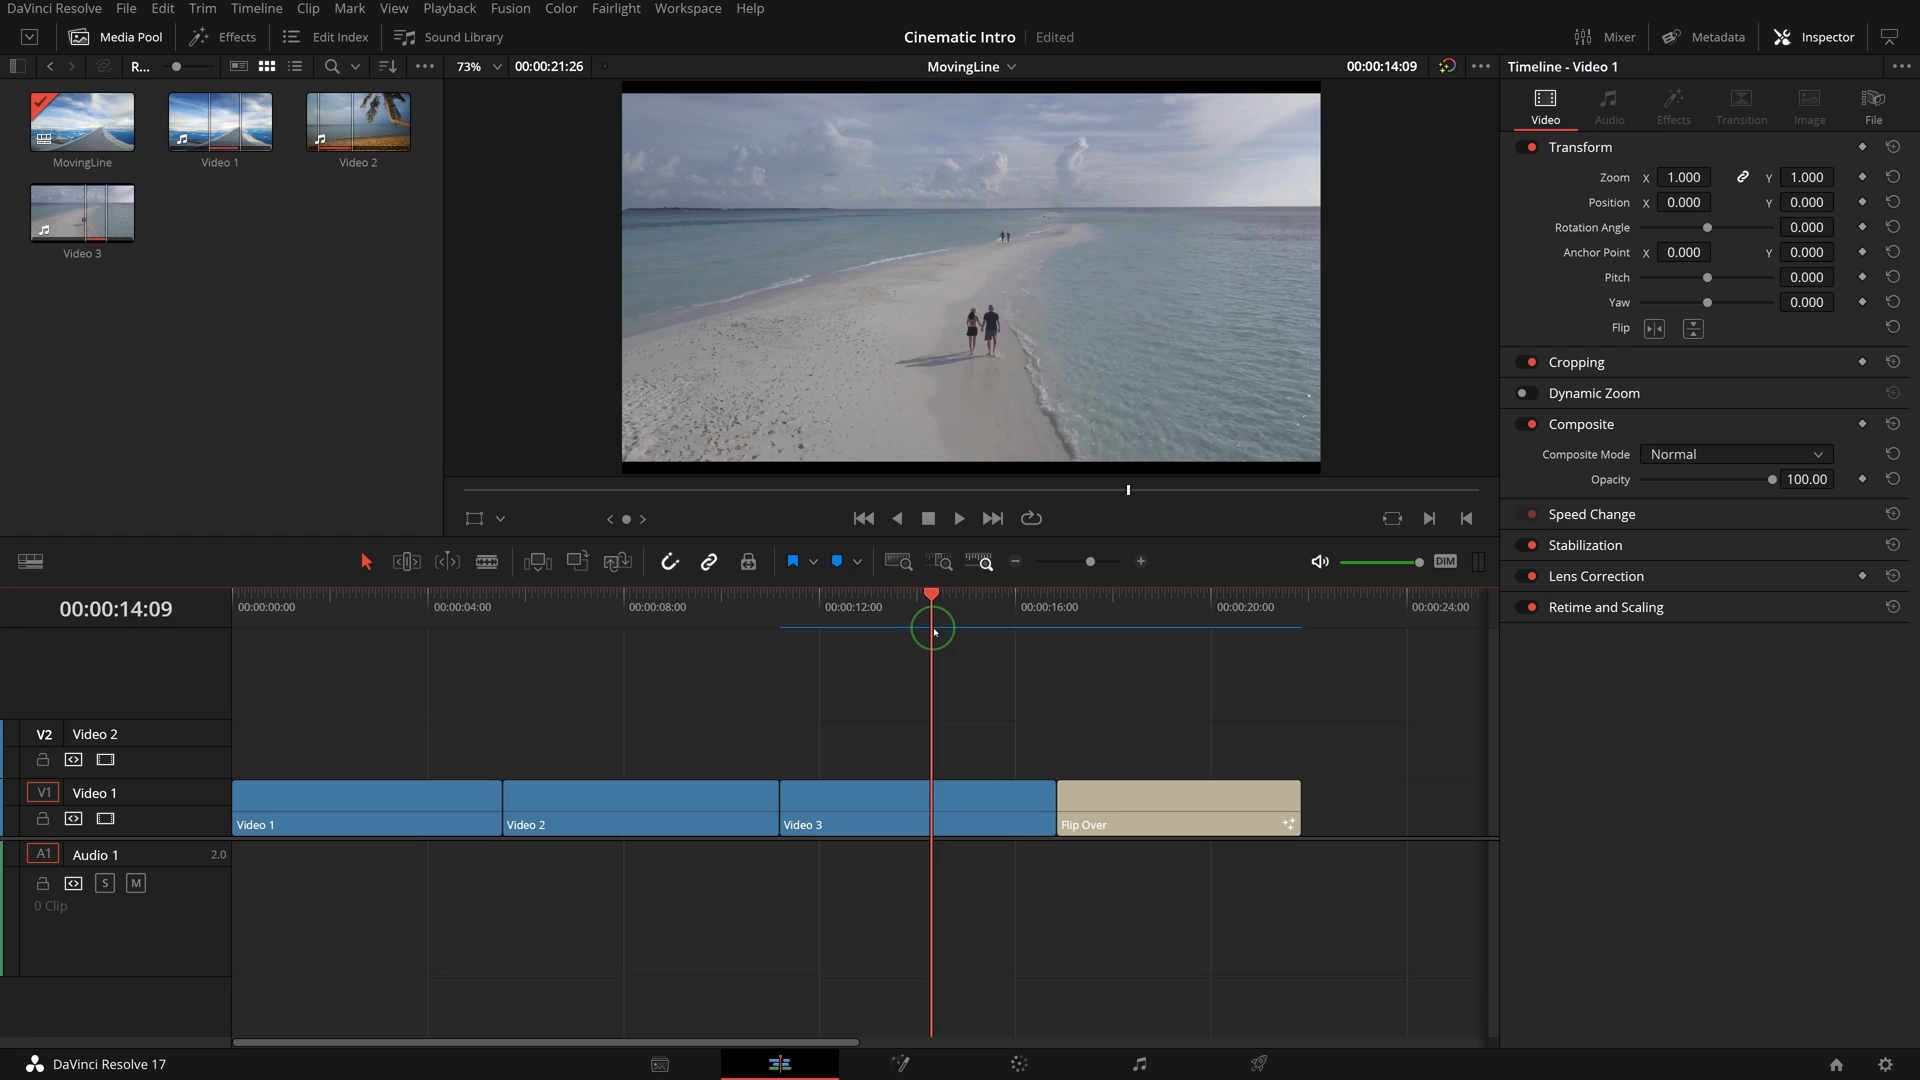 DaVinci Resolve File Edit Trim Timeline Clip Mark View Playback Fusion Color Fairlight Workspace Help
Media Pool Effects Edit Index Sound Library Cinematic Intro Edited Mixer Metadata Inspector
R... 73% 00:00:21:26 MovingLine 00:00:14:09 Timeline - Video 1
MovingLine Video 1 Video 2
Video 3
Video Audio Effects Transition Image File
Transform
Zoom X 1.000 Y 1.000
Position X 0.000 Y 0.000
Rotation Angle 0.000
Anchor Point X 0.000 Y 0.000
Pitch 0.000
Yaw 0.000
Flip
Cropping
Dynamic Zoom
Composite
Composite Mode Normal
Opacity 100.00
Speed Change
Stabilization
Lens Correction
Retime and Scaling
DIM
00:00:14:09 00:00:00:00 00:00:04:00 00:00:08:00 00:00:12:00 00:00:16:00 00:00:20:00 00:00:24:00
V2 Video 2
V1 Video 1
Video 1 Video 2 Video 3 Flip Over
A1 Audio 1 2.0
S M
0 Clip
DaVinci Resolve 17